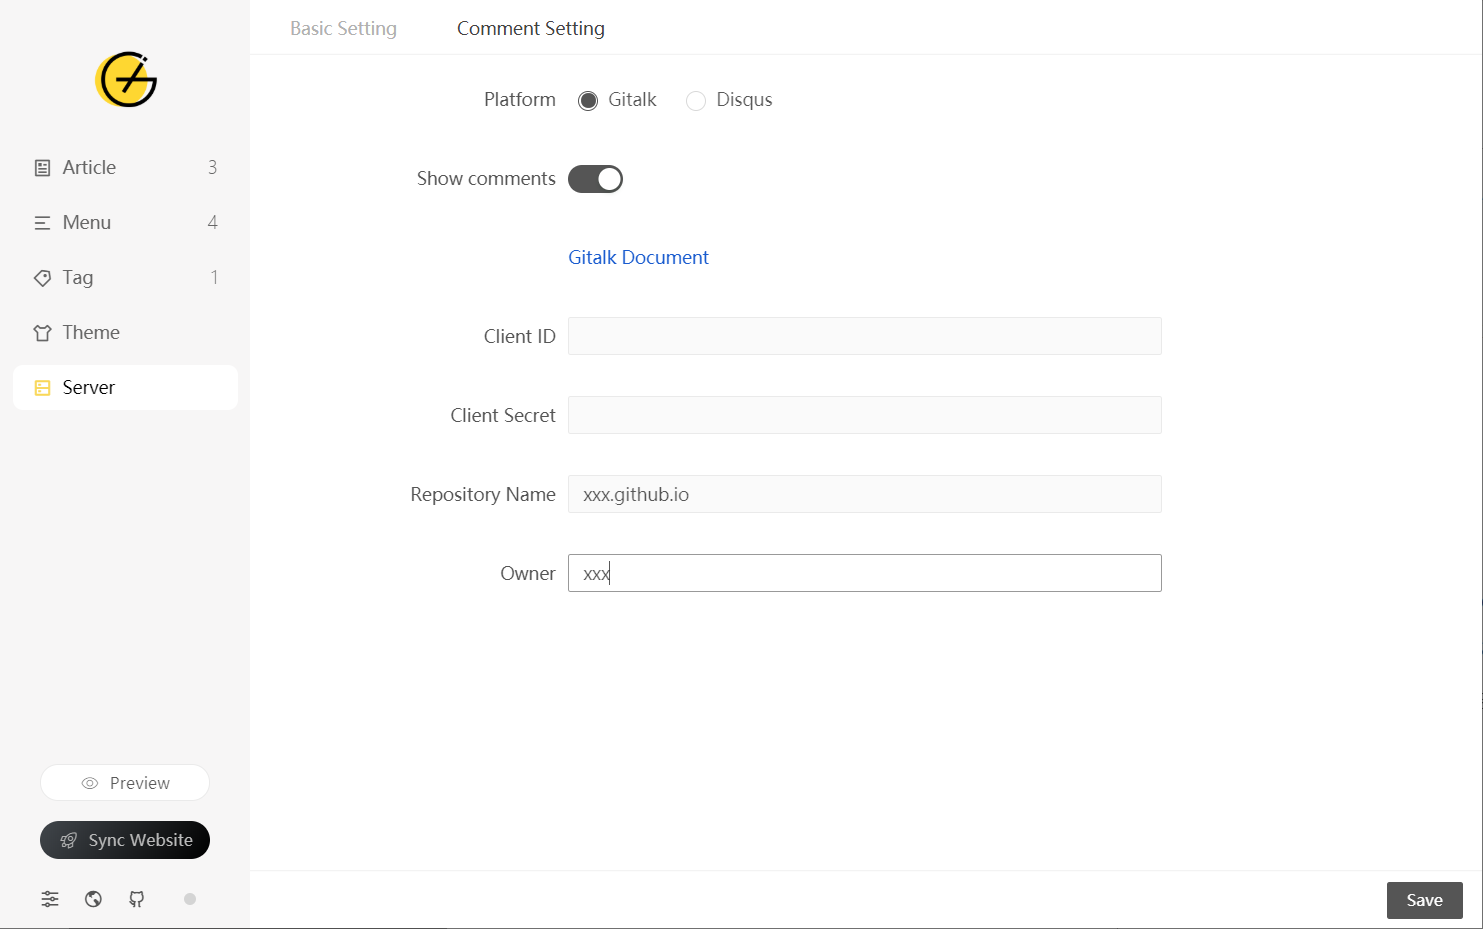 Basic Setting Comment Setting
Article 3
Menu 4
Tag 1
Theme
Server
Preview
Sync Website
Platform Gitalk Disqus
Show comments
Gitalk Document
Client ID
Client Secret
Repository Name xxx.github.io
Owner xxx
Save